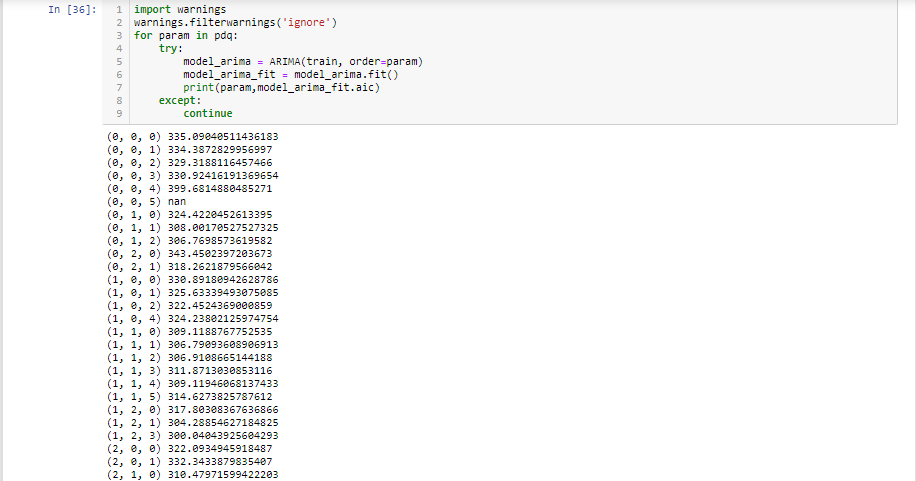 In [36]:
1 import warnings
2 warnings.filterwarnings('ignore')
3 for param in pdq:
4     try:
5         model_arima = ARIMA(train, order=param)
6         model_arima_fit = model_arima.fit()
7         print(param,model_arima_fit.aic)
8     except:
9         continue
(0, 0, 0) 335.09040511436183
(0, 0, 1) 334.3872829956997
(0, 0, 2) 329.3188116457466
(0, 0, 3) 330.92416191369654
(0, 0, 4) 399.6814880485271
(0, 0, 5) nan
(0, 1, 0) 324.4220452613395
(0, 1, 1) 308.00170527527325
(0, 1, 2) 306.7698573619582
(0, 2, 0) 343.4502397203673
(0, 2, 1) 318.2621879566042
(1, 0, 0) 330.89180942628786
(1, 0, 1) 325.63339493075085
(1, 0, 2) 322.4524369000859
(1, 0, 4) 324.23802125974754
(1, 1, 0) 309.1188767752535
(1, 1, 1) 306.79093608906913
(1, 1, 2) 306.9108665144188
(1, 1, 3) 311.8713030853116
(1, 1, 4) 309.11946068137433
(1, 1, 5) 314.6273825787612
(1, 2, 0) 317.80308367636866
(1, 2, 1) 304.28854627184825
(1, 2, 3) 300.04043925604293
(2, 0, 0) 322.0934945918487
(2, 0, 1) 332.3433879835407
(2, 1, 0) 310.47971599422203